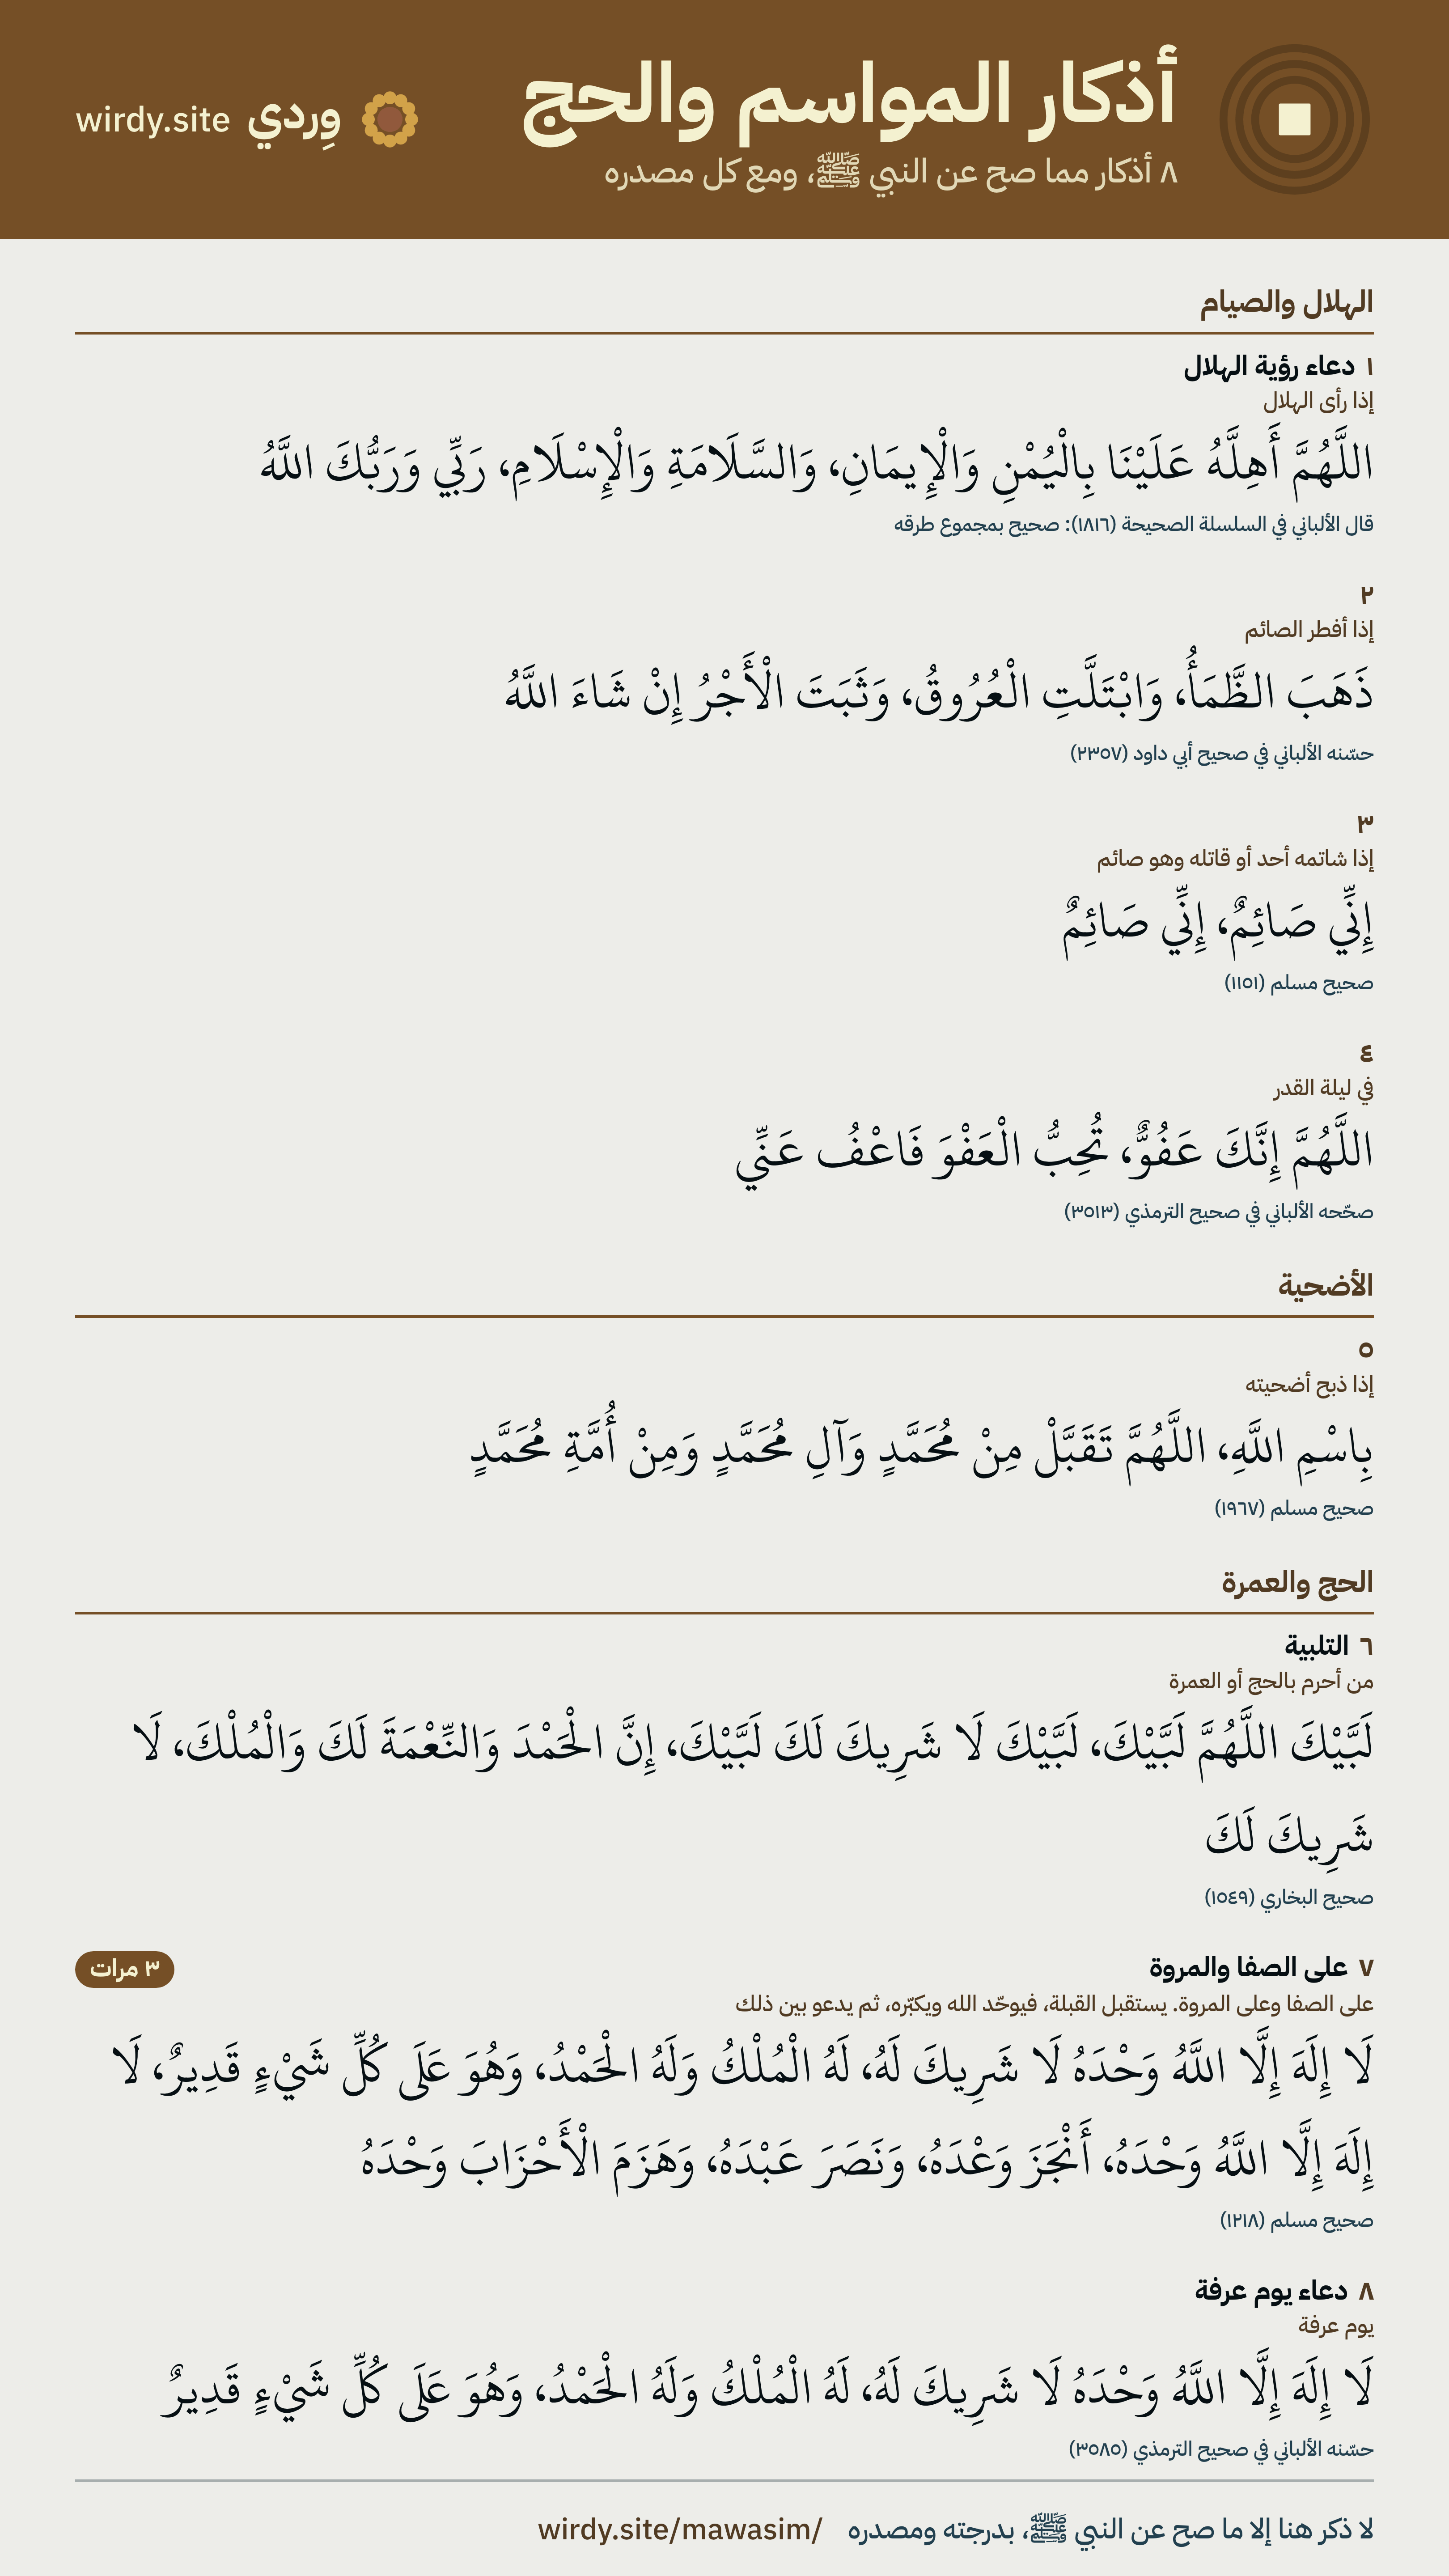 أذكار المواسم والحج
٨ أذكار مما صح عن النبي ﷺ، ومع كل مصدره
وِردي wirdy.site
الهلال والصيام
١ دعاء رؤية الهلال
إذا رأى الهلال
اللَّهُمَّ أَهِلَّهُ عَلَيْنَا بِالْيُمْنِ وَالْإِيمَانِ، وَالسَّلَامَةِ وَالْإِسْلَامِ، رَبِّي وَرَبُّكَ اللَّهُ
قال الألباني في السلسلة الصحيحة (١٨١٦): صحيح بمجموع طرقه
٢
إذا أفطر الصائم
ذَهَبَ الظَّمَأُ، وَابْتَلَّتِ الْعُرُوقُ، وَثَبَتَ الْأَجْرُ إِنْ شَاءَ اللَّهُ
حسّنه الألباني في صحيح أبي داود (٢٣٥٧)
٣
إذا شاتمه أحد أو قاتله وهو صائم
إِنِّي صَائِمٌ، إِنِّي صَائِمٌ
صحيح مسلم (١١٥١)
٤
في ليلة القدر
اللَّهُمَّ إِنَّكَ عَفُوٌّ، تُحِبُّ الْعَفْوَ فَاعْفُ عَنِّي
صحّحه الألباني في صحيح الترمذي (٣٥١٣)
الأضحية
٥
إذا ذبح أضحيته
بِاسْمِ اللَّهِ، اللَّهُمَّ تَقَبَّلْ مِنْ مُحَمَّدٍ وَآلِ مُحَمَّدٍ وَمِنْ أُمَّةِ مُحَمَّدٍ
صحيح مسلم (١٩٦٧)
الحج والعمرة
٦ التلبية
من أحرم بالحج أو العمرة
لَبَّيْكَ اللَّهُمَّ لَبَّيْكَ، لَبَّيْكَ لَا شَرِيكَ لَكَ لَبَّيْكَ، إِنَّ الْحَمْدَ وَالنِّعْمَةَ لَكَ وَالْمُلْكَ، لَا
شَرِيكَ لَكَ
صحيح البخاري (١٥٤٩)
٧ على الصفا والمروة
٣ مرات
على الصفا وعلى المروة. يستقبل القبلة، فيوحّد الله ويكبّره، ثم يدعو بين ذلك
لَا إِلَهَ إِلَّا اللَّهُ وَحْدَهُ لَا شَرِيكَ لَهُ، لَهُ الْمُلْكُ وَلَهُ الْحَمْدُ، وَهُوَ عَلَى كُلِّ شَيْءٍ قَدِيرٌ، لَا
إِلَهَ إِلَّا اللَّهُ وَحْدَهُ، أَنْجَزَ وَعْدَهُ، وَنَصَرَ عَبْدَهُ، وَهَزَمَ الْأَحْزَابَ وَحْدَهُ
صحيح مسلم (١٢١٨)
٨ دعاء يوم عرفة
يوم عرفة
لَا إِلَهَ إِلَّا اللَّهُ وَحْدَهُ لَا شَرِيكَ لَهُ، لَهُ الْمُلْكُ وَلَهُ الْحَمْدُ، وَهُوَ عَلَى كُلِّ شَيْءٍ قَدِيرٌ
حسّنه الألباني في صحيح الترمذي (٣٥٨٥)
لا ذكر هنا إلا ما صح عن النبي ﷺ، بدرجته ومصدره wirdy.site/mawasim/